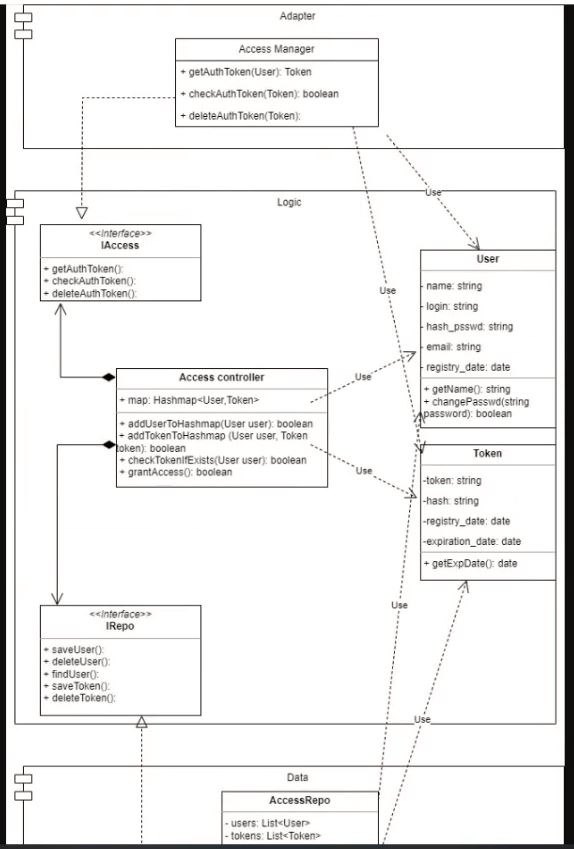 Adapter
Access Manager
+ getAuthToken(User): Token
+ checkAuthToken(Token): boolean
+ deleteAuthToken(Token):
Use
Logic
<<interface>>
IAccess
+ getAuthToken():
+ checkAuthToken():
+ deleteAuthToken():
User
- name: string
- login: string
- hash_psswd: string
- email: string
- registry_date: date
+ getName(): string
+ changePasswd(string
password): boolean
Use
Use
Access controller
+ map: Hashmap<User,Token>
+ addUserToHashmap(User user): boolean
+ addTokenToHashmap (User user, Token
token): boolean
+ checkTokenIfExists(User user): boolean
+ grantAccess(): boolean
Use
Token
-token: string
-hash: string
-registry_date: date
-expiration_date: date
+ getExpDate(): date
<<interface>>
IRepo
+ saveUser():
+ deleteUser():
+ findUser():
+ saveToken():
+ deleteToken():
Use
Use
Data
AccessRepo
- users: List<User>
- tokens: List<Token>